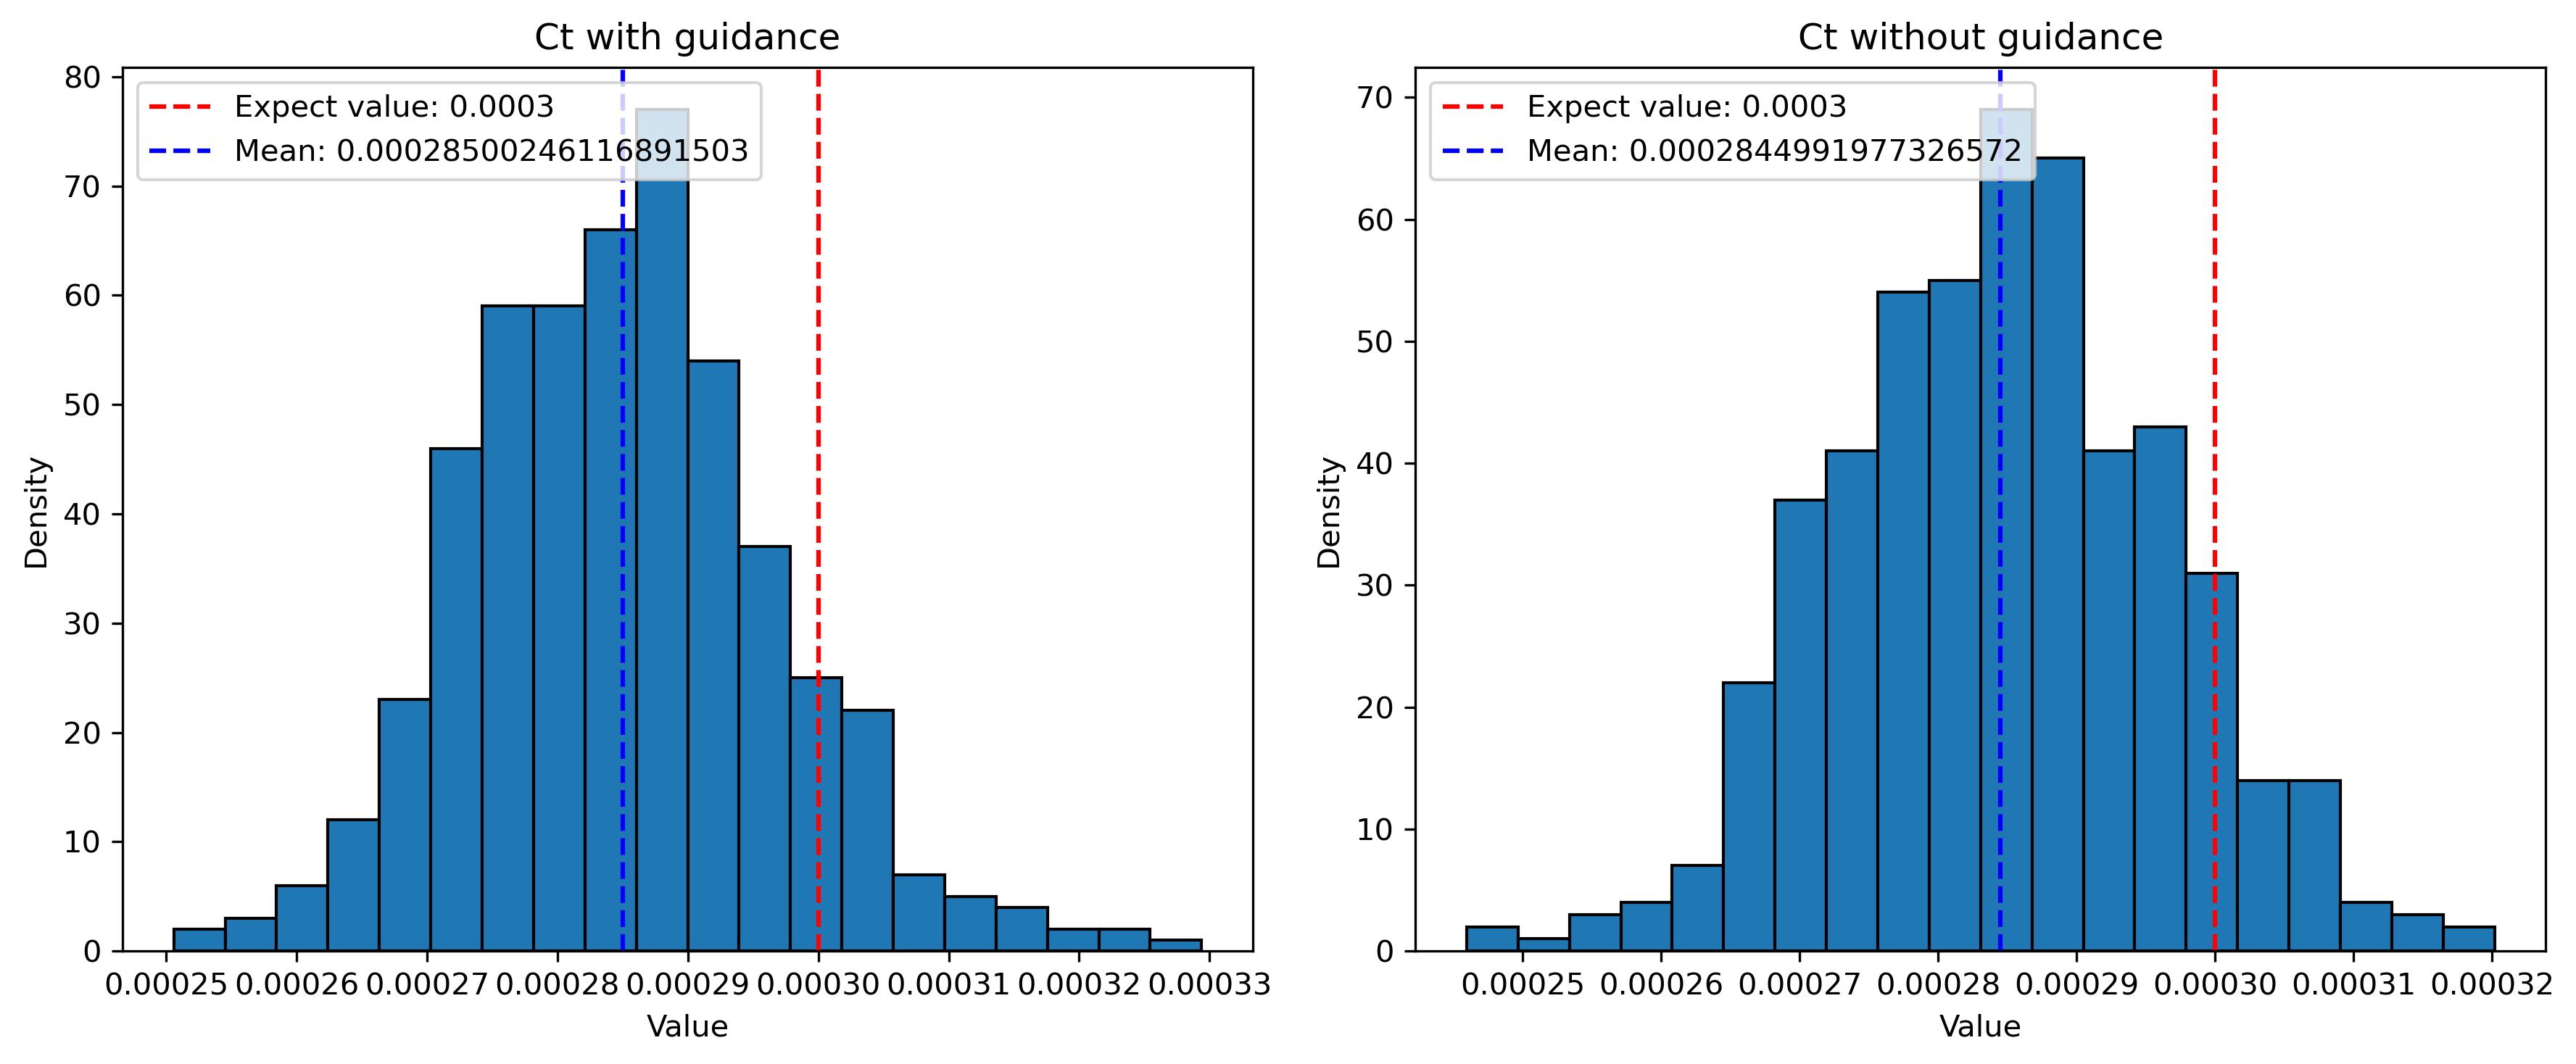 Ct with guidance
Expect value: 0.0003
Mean: 0.00028500246116891503
80
70
60
50
40
30
20
10
0
Density
0.00025 0.00026 0.00027 0.00028 0.00029 0.00030 0.00031 0.00032 0.00033
Value
Ct without guidance
Expect value: 0.0003
Mean: 0.0002844991977326572
70
60
50
40
30
20
10
0
Density
0.00025 0.00026 0.00027 0.00028 0.00029 0.00030 0.00031 0.00032
Value